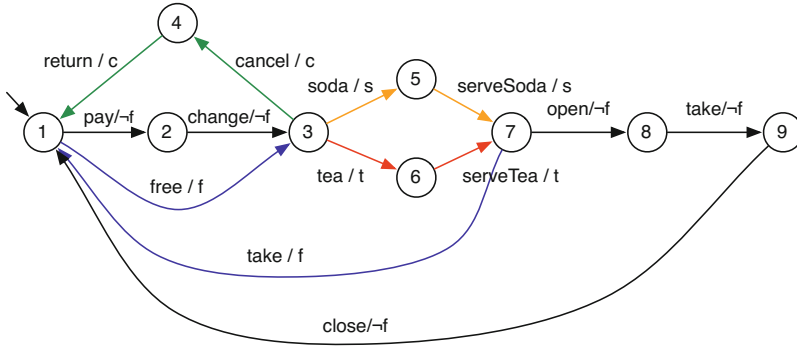 4
return / c
cancel / c
soda / s
5
serveSoda / s
1
pay/¬f
2
change/¬f
3
7
open/¬f
8
take/¬f
9
free / f
tea / t
6
serveTea / t
take / f
close/¬f